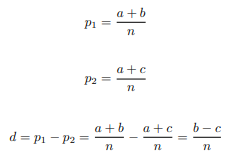 p₁ = (a + b)/n
p₂ = (a + c)/n
d = p₁ − p₂ = (a + b)/n − (a + c)/n = (b − c)/n